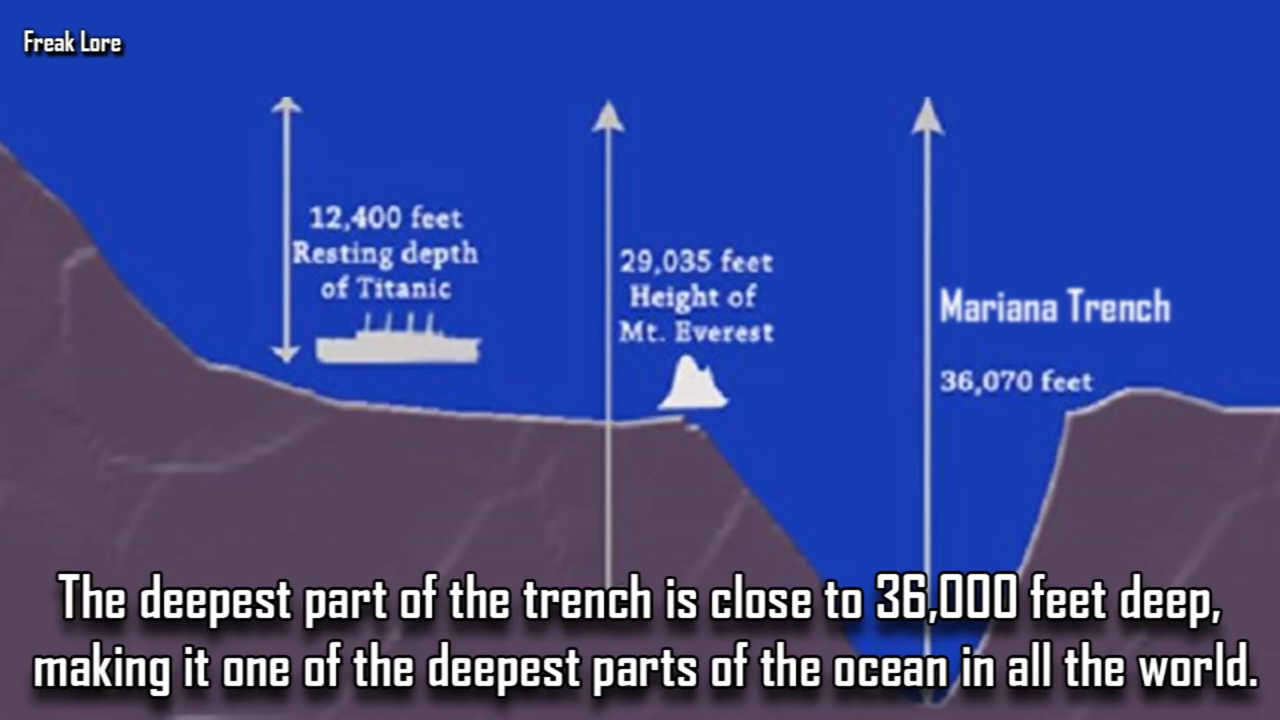 Freak Lore
12,400 feet
Resting depth
of Titanic
29,035 feet
Height of
Mt. Everest
Mariana Trench
36,070 feet
The deepest part of the trench is close to 36,000 feet deep,
making it one of the deepest parts of the ocean in all the world.